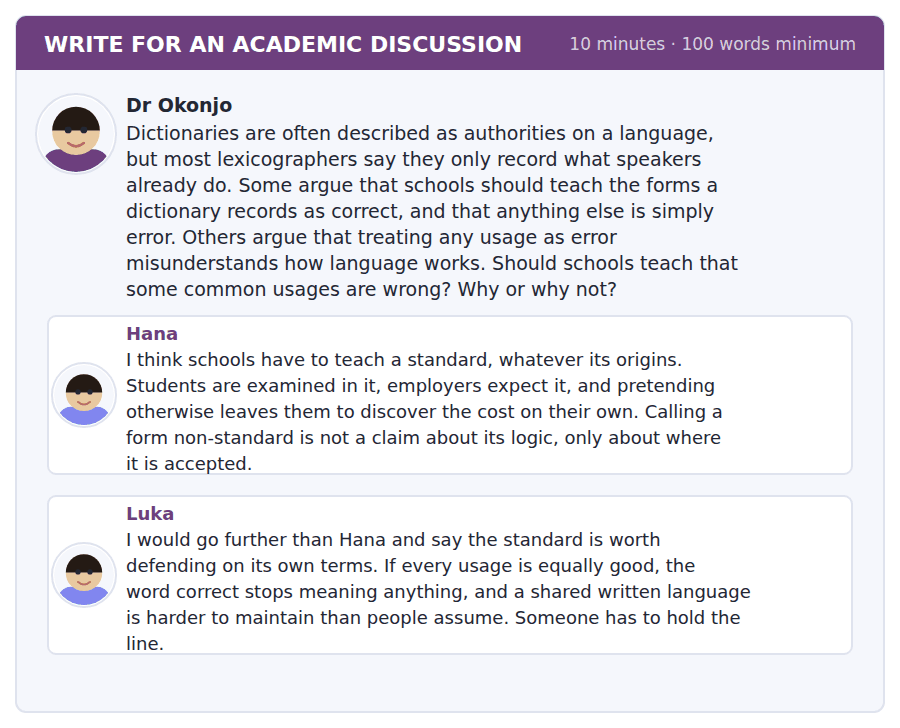 WRITE FOR AN ACADEMIC DISCUSSION
10 minutes · 100 words minimum
Dr Okonjo
Dictionaries are often described as authorities on a language,
but most lexicographers say they only record what speakers
already do. Some argue that schools should teach the forms a
dictionary records as correct, and that anything else is simply
error. Others argue that treating any usage as error
misunderstands how language works. Should schools teach that
some common usages are wrong? Why or why not?
Hana
I think schools have to teach a standard, whatever its origins.
Students are examined in it, employers expect it, and pretending
otherwise leaves them to discover the cost on their own. Calling a
form non-standard is not a claim about its logic, only about where
it is accepted.
Luka
I would go further than Hana and say the standard is worth
defending on its own terms. If every usage is equally good, the
word correct stops meaning anything, and a shared written language
is harder to maintain than people assume. Someone has to hold the
line.